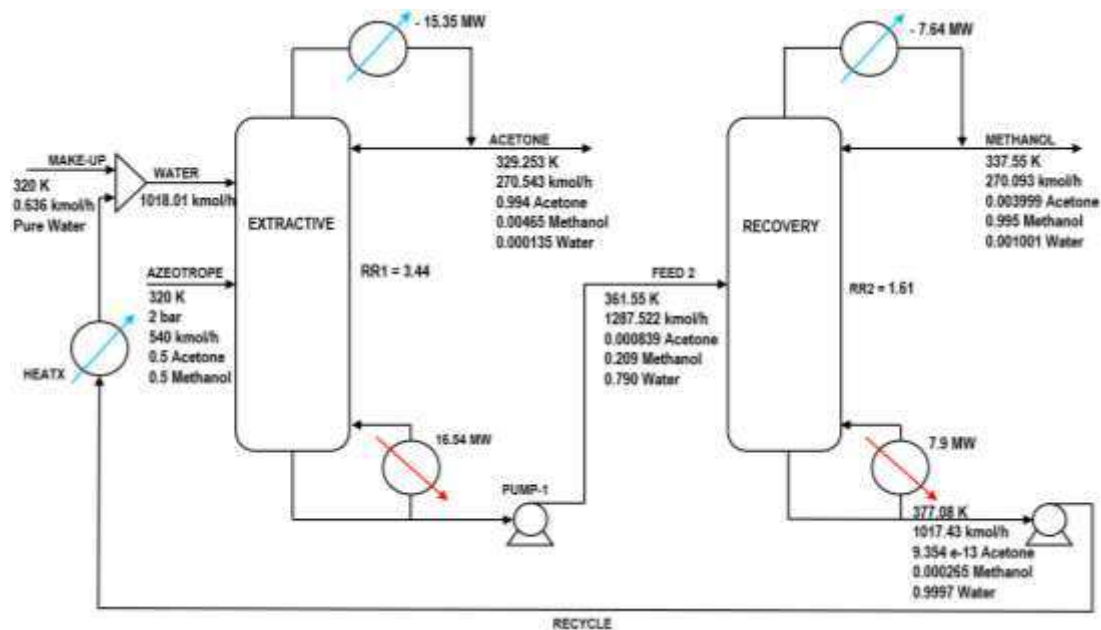 - 15.35 MW
- 7.64 MW
MAKE-UP
320 K
0.636 kmol/h
Pure Water
WATER
1018.01 kmol/h
ACETONE
329.253 K
270.543 kmol/h
0.994 Acetone
0.00465 Methanol
0.000135 Water
METHANOL
337.55 K
270.093 kmol/h
0.003999 Acetone
0.995 Methanol
0.001001 Water
EXTRACTIVE
RECOVERY
AZEOTROPE
320 K
2 bar
540 kmol/h
0.5 Acetone
0.5 Methanol
RR1 = 3.44
FEED 2
361.55 K
1287.522 kmol/h
0.000839 Acetone
0.209 Methanol
0.790 Water
RR2 = 1.61
HEATX
16.54 MW
7.9 MW
PUMP-1
377.08 K
1017.43 kmol/h
9.354 e-13 Acetone
0.000265 Methanol
0.9997 Water
RECYCLE